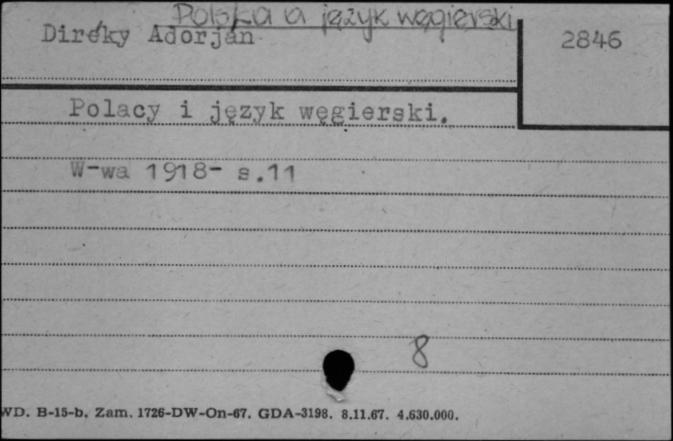 Polska a język węgierski
Direky Adorján
2846
Polacy i język węgierski.
W-wa 1918- s.11
8
WD. B-15-b. Zam. 1726-DW-On-67. GDA-3198. 8.11.67. 4.630.000.